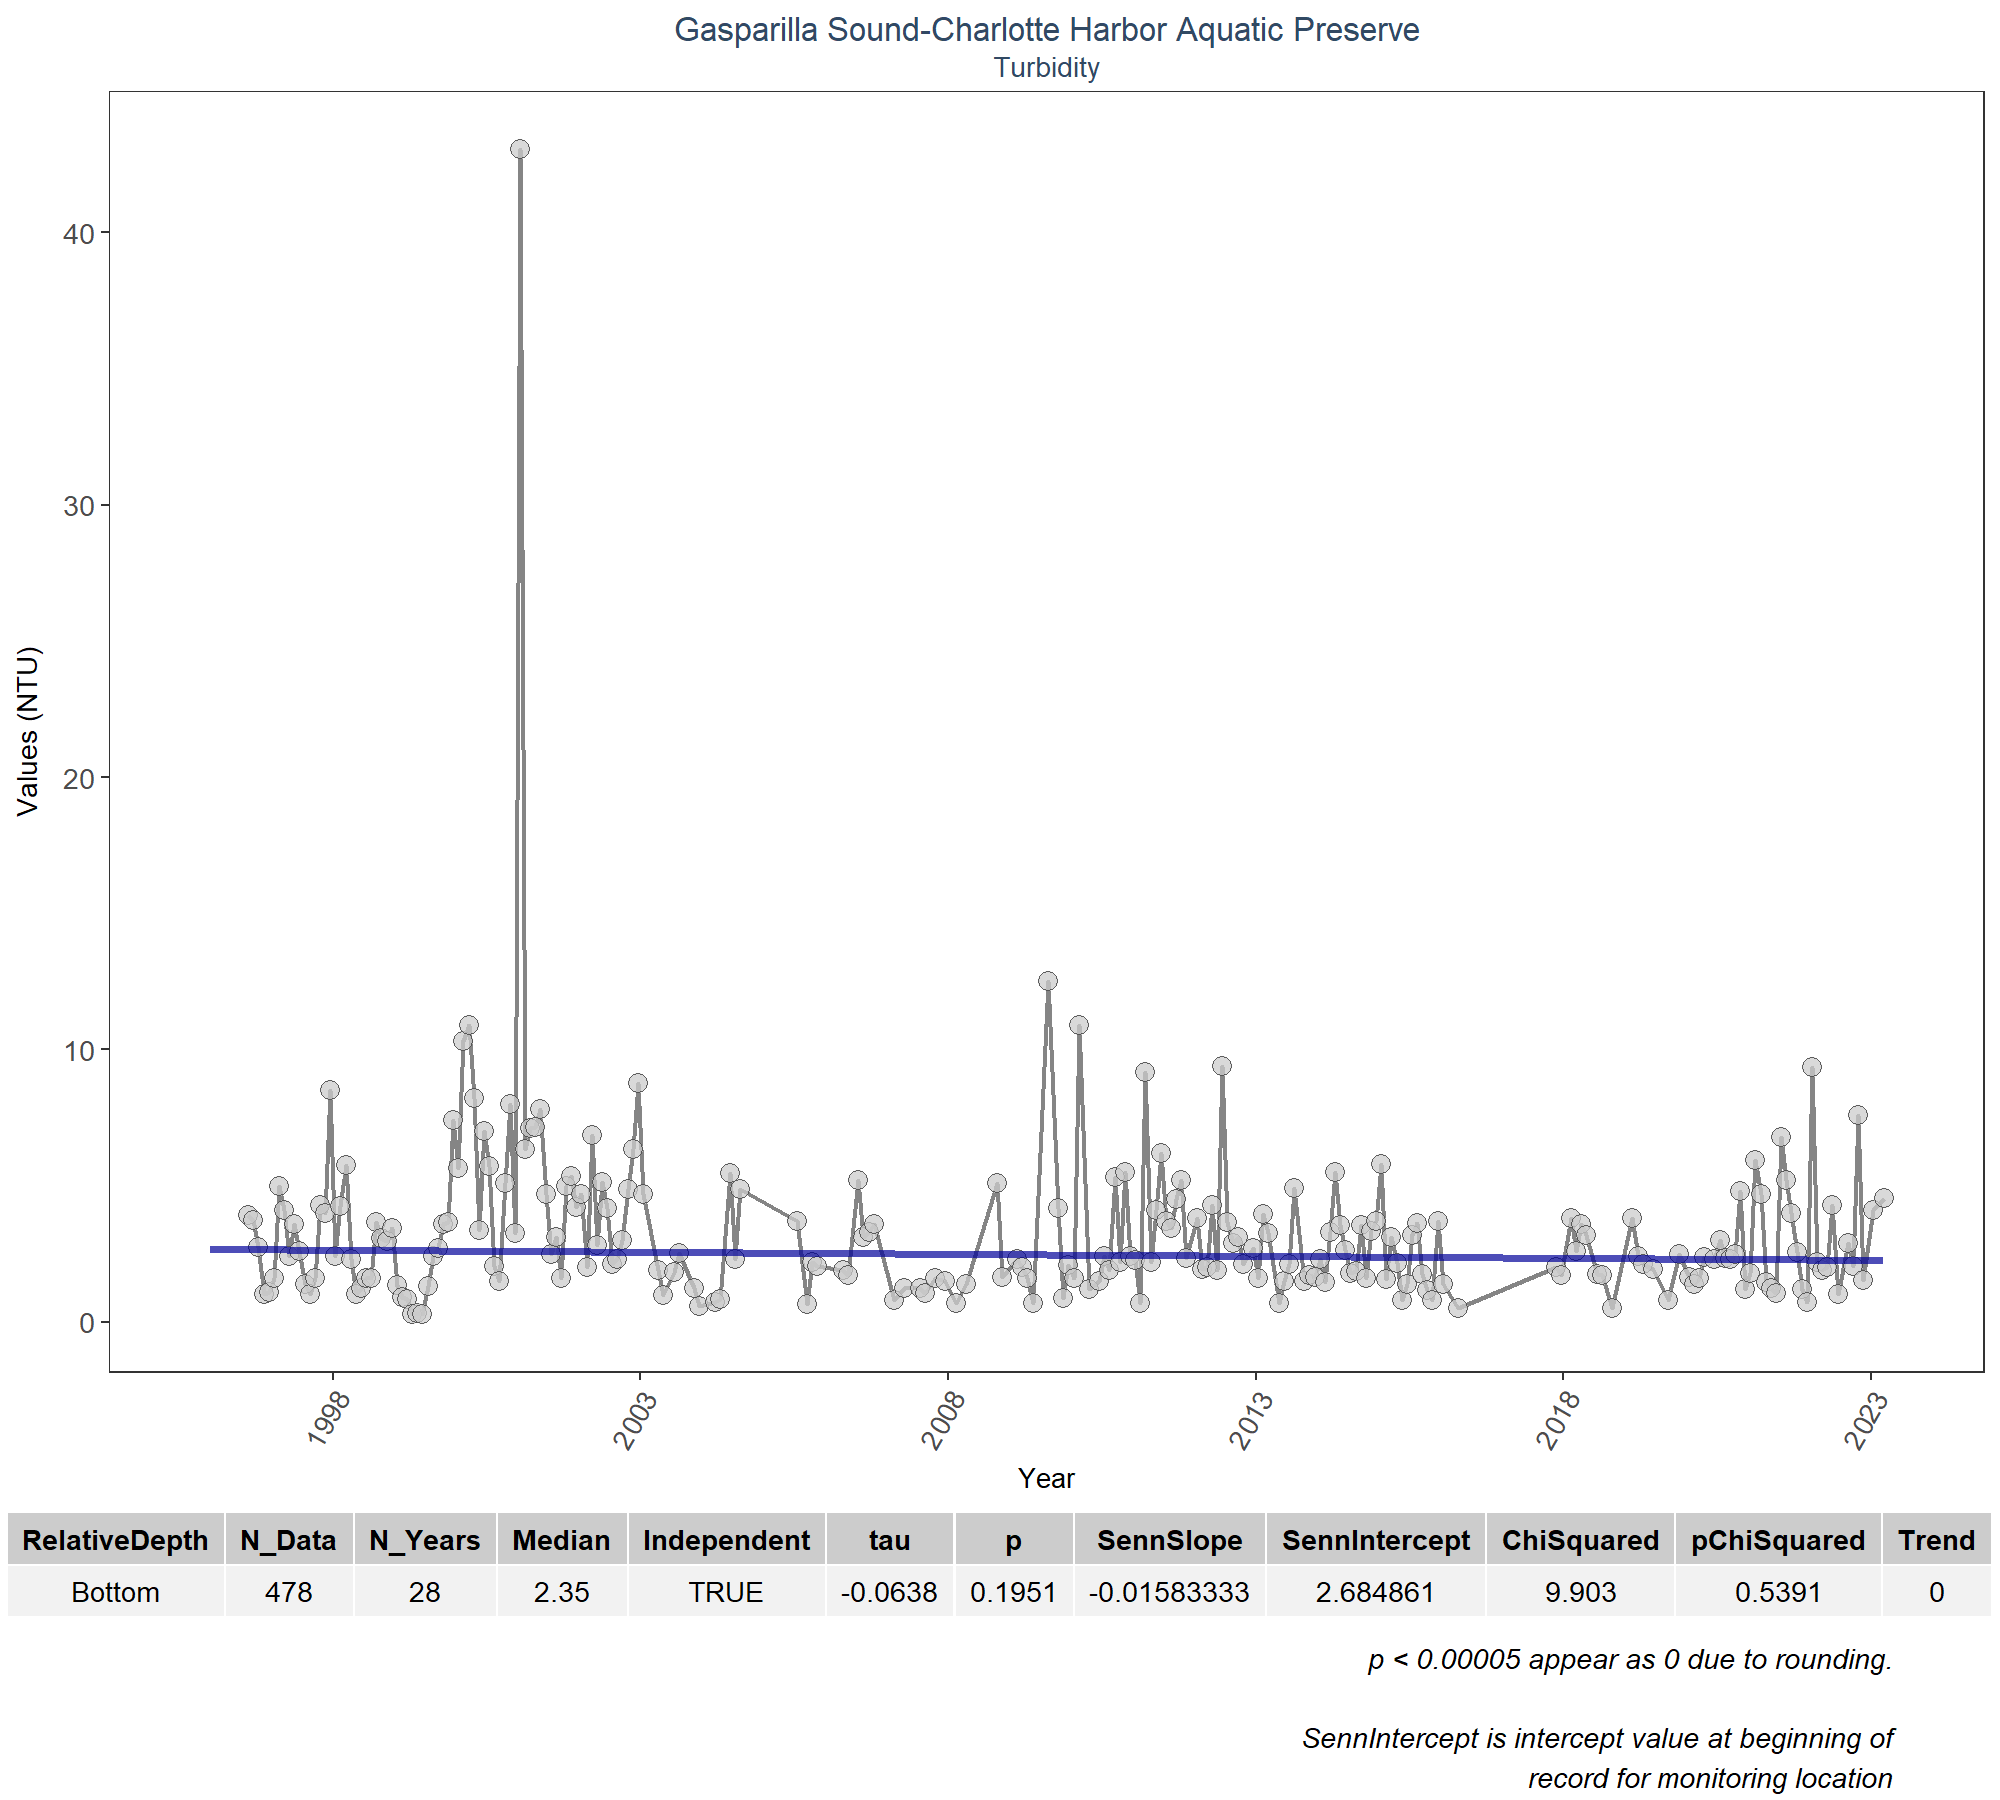 Gasparilla Sound-Charlotte Harbor Aquatic Preserve
Turbidity
Values (NTU)
40
30
20
10
0
1998 2003 2008 2013 2018 2023
Year
RelativeDepth N_Data N_Years Median Independent tau p SennSlope SennIntercept ChiSquared pChiSquared Trend
Bottom 478 28 2.35 TRUE -0.0638 0.1951 -0.01583333 2.684861 9.903 0.5391 0
p < 0.00005 appear as 0 due to rounding.
SennIntercept is intercept value at beginning of
record for monitoring location